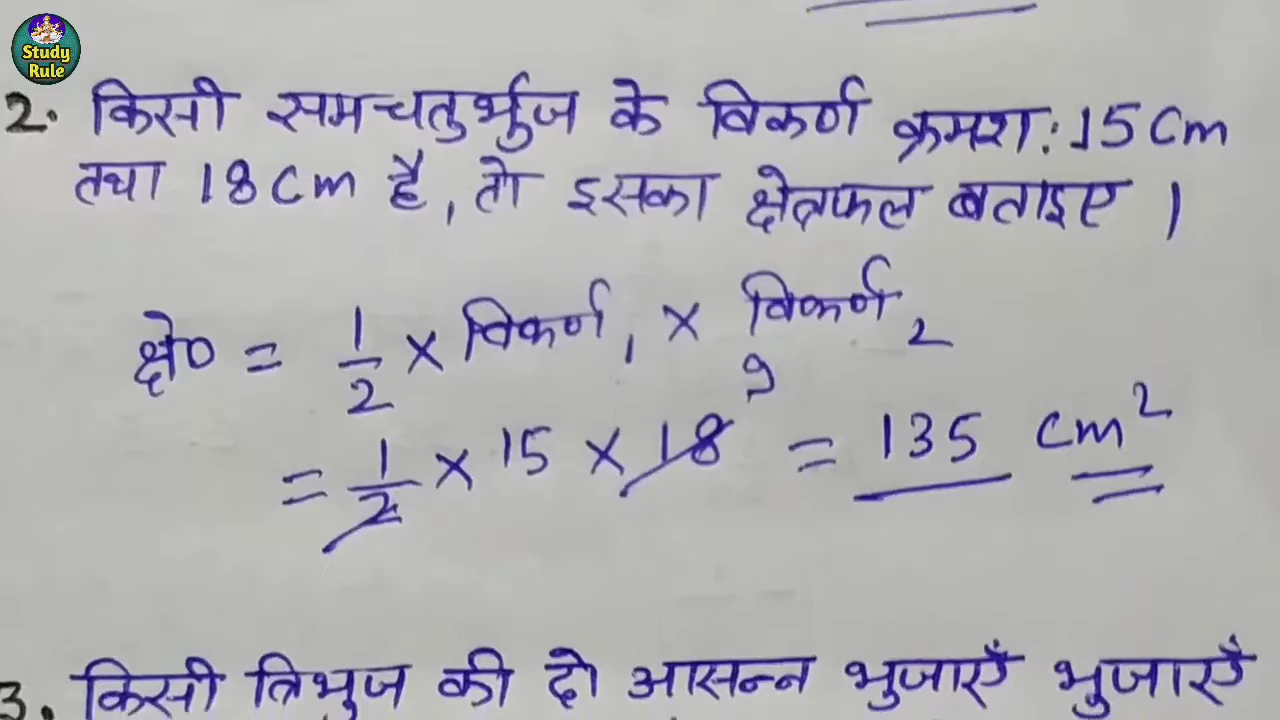 Study
Rule
2. किसी समचतुर्भुज के विकर्ण क्रमश: 15 cm
तथा 18 cm है, तो इसका क्षेत्रफल बताइए ।
क्षे० = 1/2 × विकर्ण₁ × विकर्ण₂
9
= 1/2 × 15 × 18 = 135 cm²
3. किसी त्रिभुज की दो आसन्न भुजाएँ भुजाएँ